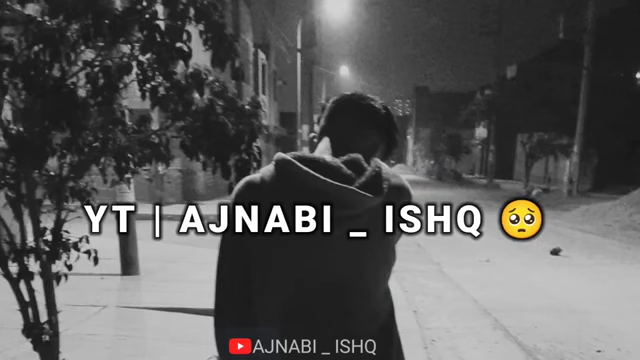 YT | AJNABI _ ISHQ 🥺
AJNABI _ ISHQ